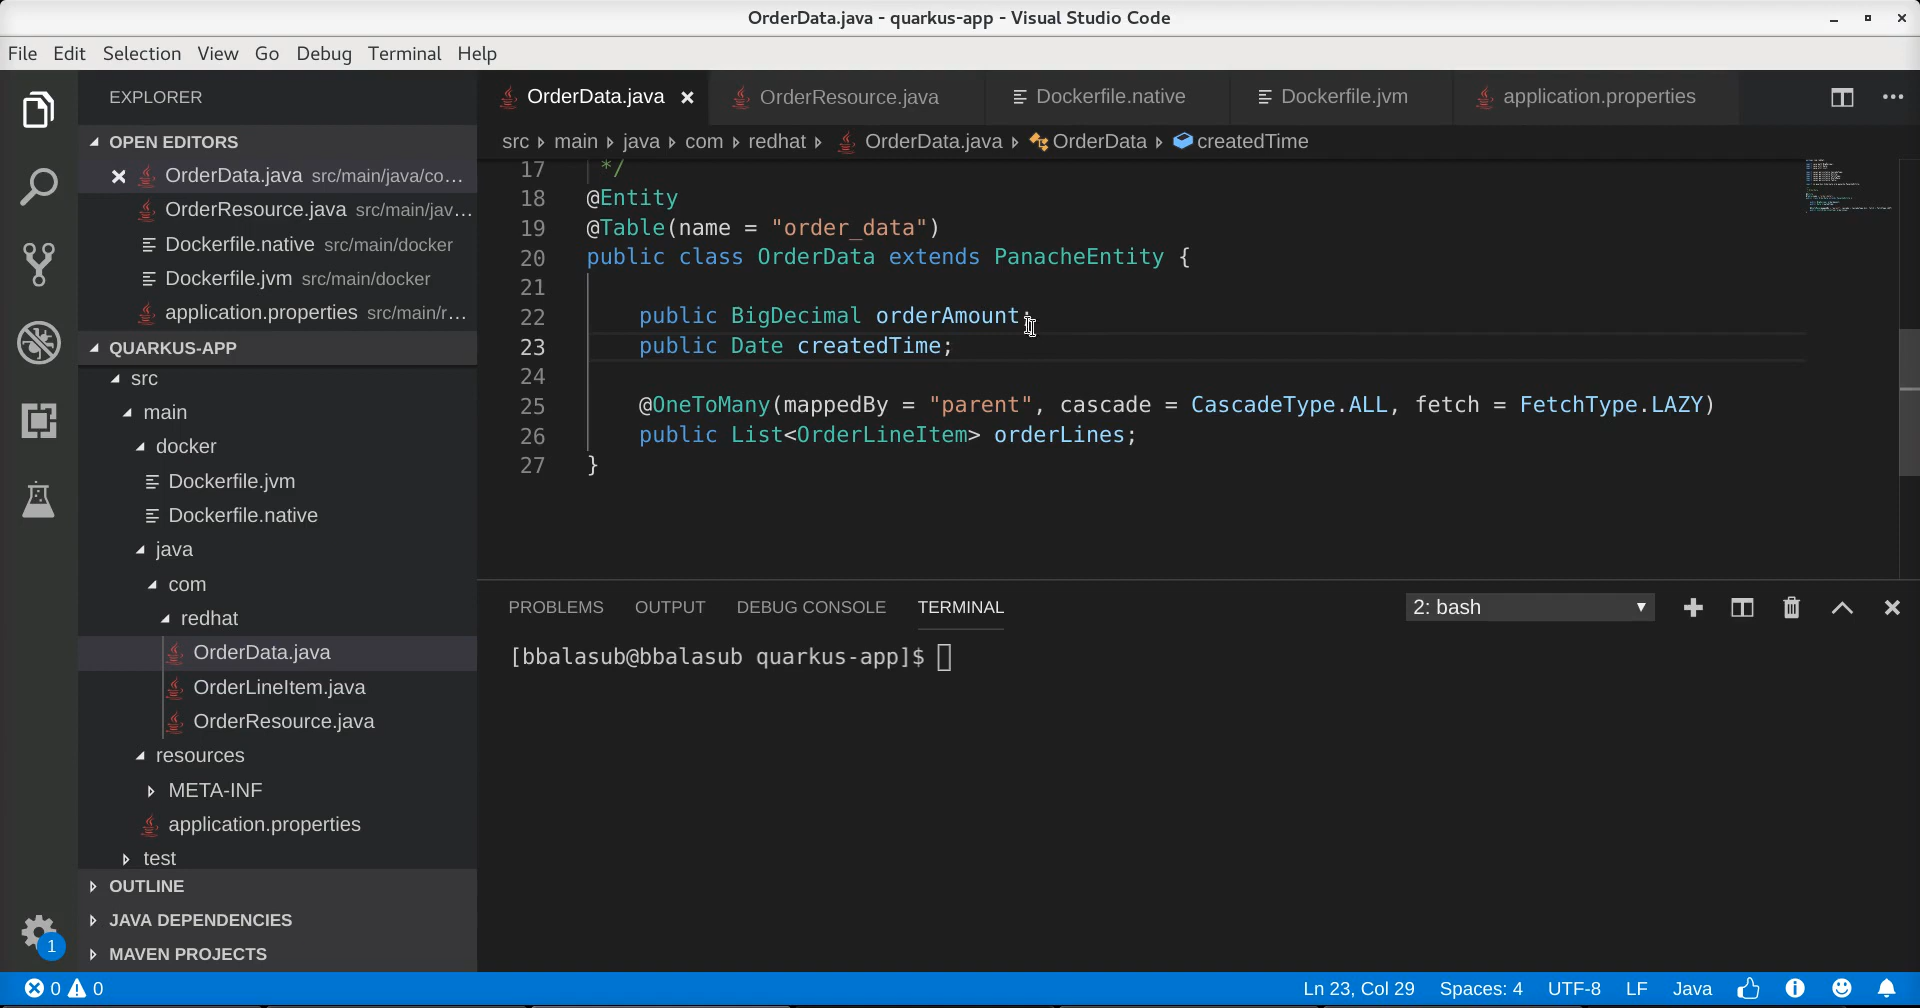 OrderData.java - quarkus-app - Visual Studio Code
File Edit Selection View Go Debug Terminal Help
EXPLORER
OPEN EDITORS
OrderData.java src/main/java/co...
OrderResource.java src/main/jav...
Dockerfile.native src/main/docker
Dockerfile.jvm src/main/docker
application.properties src/main/r...
QUARKUS-APP
src
main
docker
Dockerfile.jvm
Dockerfile.native
java
com
redhat
OrderData.java
OrderLineItem.java
OrderResource.java
resources
META-INF
application.properties
test
OUTLINE
JAVA DEPENDENCIES
MAVEN PROJECTS
1
OrderData.java OrderResource.java Dockerfile.native Dockerfile.jvm application.properties
src main java com redhat OrderData.java OrderData createdTime
17 */
18 @Entity
19 @Table(name = "order_data")
20 public class OrderData extends PanacheEntity {
21
22 public BigDecimal orderAmount;
23 public Date createdTime;
24
25 @OneToMany(mappedBy = "parent", cascade = CascadeType.ALL, fetch = FetchType.LAZY)
26 public List<OrderLineItem> orderLines;
27 }
PROBLEMS OUTPUT DEBUG CONSOLE TERMINAL 2: bash
[bbalasub@bbalasub quarkus-app]$
0 0 Ln 23, Col 29 Spaces: 4 UTF-8 LF Java